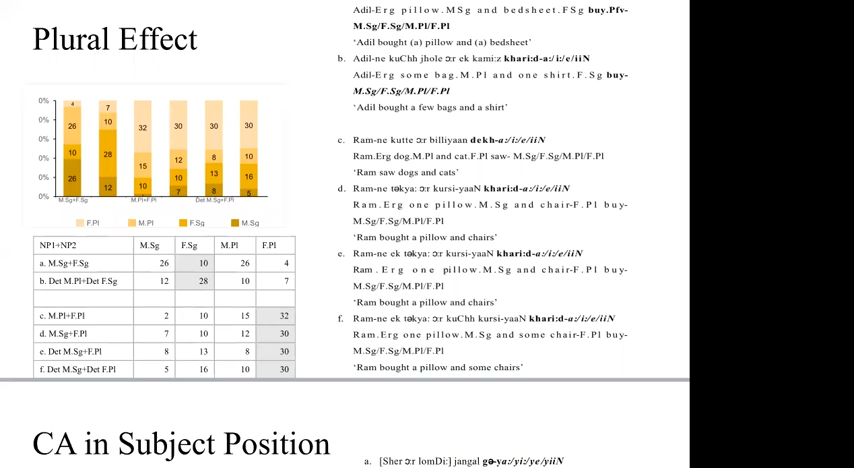 Plural Effect
0%
0%
0%
0%
0%
0%
4
26
10
26
7
10
28
12
32
15
10
30
12
10
7
30
8
13
8
30
10
16
5
M.Sg+F.Sg
M.Pl+F.Pl
Det M.Sg+F.Pl
F.Pl
M.Pl
F.Sg
M.Sg
NP1+NP2 M.Sg F.Sg M.Pl F.Pl
a. M.Sg+F.Sg 26 10 26 4
b. Det M.Pl+Det F.Sg 12 28 10 7
c. M.Pl+F.Pl 2 10 15 32
d. M.Sg+F.Pl 7 10 12 30
e. Det M.Sg+F.Pl 8 13 8 30
f. Det M.Sg+Det F.Pl 5 16 10 30
Adil-Erg pillow.MSg and bedsheet.FSg buy.Pfv-
M.Sg/F.Sg/M.Pl/F.Pl
‘Adil bought (a) pillow and (a) bedsheet’
b. Adil-ne kuChh jhole ɔ:r ek kami:z khari:d-a:/i:/e/iiN
Adil-Erg some bag.M.Pl and one shirt.F.Sg buy-
M.Sg/F.Sg/M.Pl/F.Pl
‘Adil bought a few bags and a shirt’
c. Ram-ne kutte ɔ:r billiyaan dekh-a:/i:/e/iiN
Ram.Erg dog.M.Pl and cat.F.Pl saw- M.Sg/F.Sg/M.Pl/F.Pl
‘Ram saw dogs and cats’
d. Ram-ne təkya: ɔ:r kursi-yaaN khari:d-a:/i:/e/iiN
Ram.Erg one pillow.M.Sg and chair-F.Pl buy-
M.Sg/F.Sg/M.Pl/F.Pl
‘Ram bought a pillow and chairs’
e. Ram-ne ek təkya: ɔ:r kursi-yaaN khari:d-a:/i:/e/iiN
Ram.Erg one pillow.M.Sg and chair-F.Pl buy-
M.Sg/F.Sg/M.Pl/F.Pl
‘Ram bought a pillow and chairs’
f. Ram-ne ek təkya: ɔ:r kuChh kursi-yaaN khari:d-a:/i:/e/iiN
Ram.Erg one pillow.M.Sg and some chair-F.Pl buy-
M.Sg/F.Sg/M.Pl/F.Pl
‘Ram bought a pillow and some chairs’
CA in Subject Position
a. [Sher ɔ:r lomDi:] jangal gə-ya:/yi:/ye/yiiN